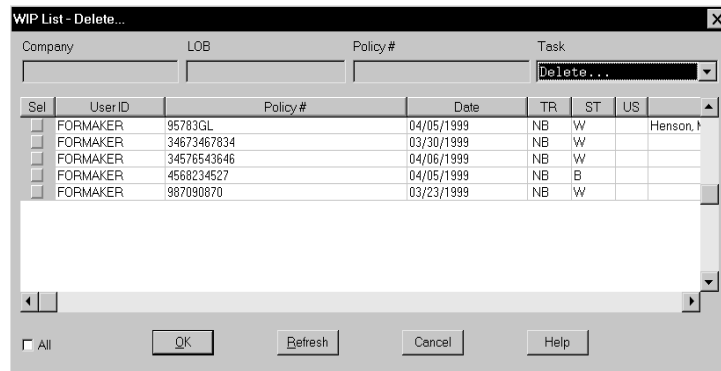 WIP List - Delete...
Company LOB Policy # Task
Delete...
Sel User ID Policy # Date TR ST US
FORMAKER 95783GL 04/05/1999 NB W Henson, M
FORMAKER 34673467834 03/30/1999 NB W
FORMAKER 34576543646 04/06/1999 NB W
FORMAKER 4568234527 04/05/1999 NB B
FORMAKER 987090870 03/23/1999 NB W
All OK Refresh Cancel Help